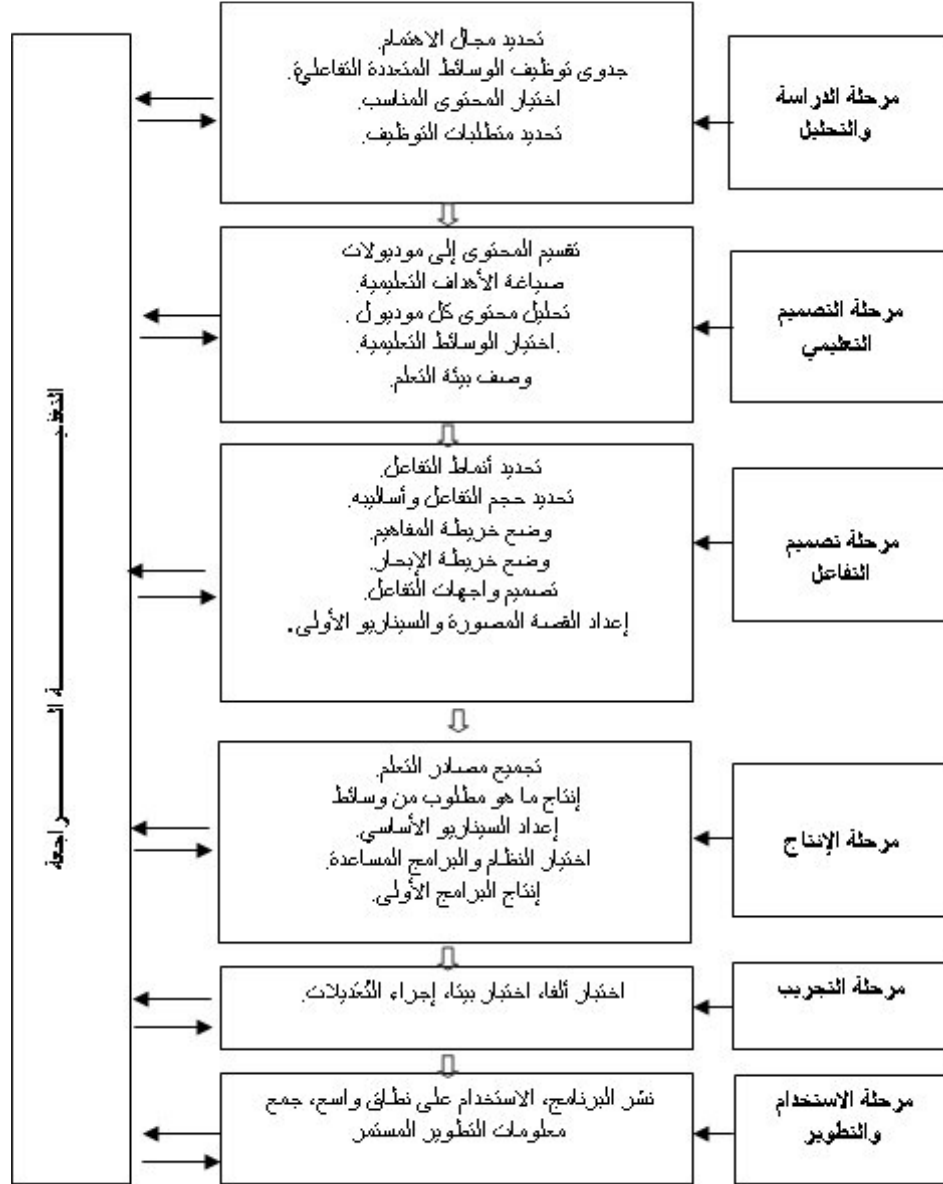 مرحلة الدراسة
والتحليل
تحديد مجال الاهتمام.
جدوى توظيف الوسائط المتعددة التفاعلية.
اختيار المحتوى المناسب.
تحديد متطلبات التوظيف.
مرحلة التصميم
التعليمي
تقسيم المحتوى إلى موديولات
صياغة الأهداف التعليمية.
تحليل محتوى كل موديول .
اختيار الوسائط التعليمية.
وصف بيئة التعلم.
مرحلة تصميم
التفاعل
تحديد أنماط التفاعل.
تحديد حجم التفاعل وأساليبه.
وضع خريطة المفاهيم.
وضع خريطة الإبحار.
تصميم واجهات التفاعل.
إعداد القصة المصورة والسيناريو الأولى.
مرحلة الإنتاج
تجميع مصادر التعلم.
إنتاج ما هو مطلوب من وسائط
إعداد السيناريو الأساسي.
اختيار النظام والبرامج المساعدة.
إنتاج البرامج الأولى.
مرحلة التجريب
اختبار ألفا، اختبار بيتا، إجراء التعديلات.
مرحلة الاستخدام
والتطوير
نشر البرنامج، الاستخدام على نطاق واسع، جمع
معلومات التطوير المستمر
التغذيـــــــة الـــــراجعة